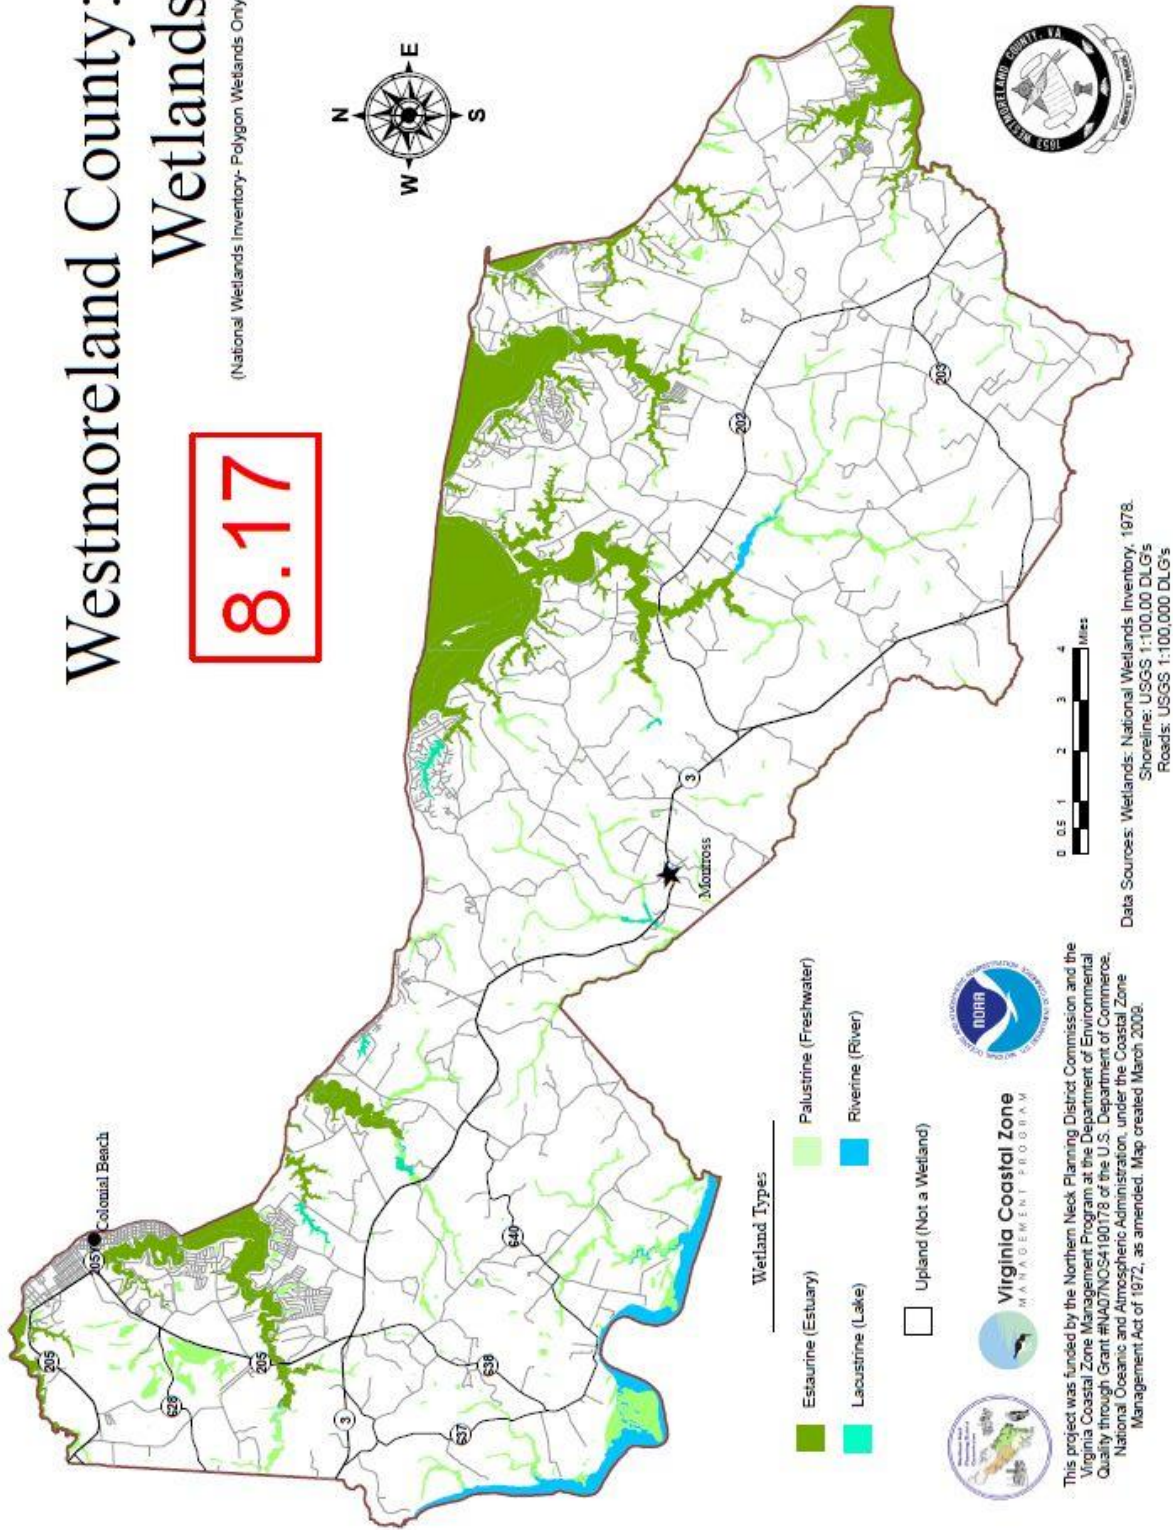 Westmoreland County:
Wetlands
(National Wetlands Inventory- Polygon Wetlands Only
8.17
N
W
E
S
1653 WESTMORELAND COUNTY, VA
Colonial Beach
205Y
205
628
205
3
638
637
640
Montross
3
202
203
Wetland Types
Estuarine (Estuary)
Palustrine (Freshwater)
Lacustrine (Lake)
Riverine (River)
Upland (Not a Wetland)
0 0.5 1 2 3 4
Miles
Virginia Coastal Zone
MANAGEMENT PROGRAM
NOAA
This project was funded by the Northern Neck Planning District Commission and the
Virginia Coastal Zone Management Program at the Department of Environmental
Quality through Grant #NA07NOS4190178 of the U.S. Department of Commerce,
National Oceanic and Atmospheric Administration, under the Coastal Zone
Management Act of 1972, as amended. Map created March 2009.
Data Sources: Wetlands: National Wetlands Inventory, 1978.
Shoreline: USGS 1:100,00 DLG's
Roads: USGS 1:100,000 DLG's